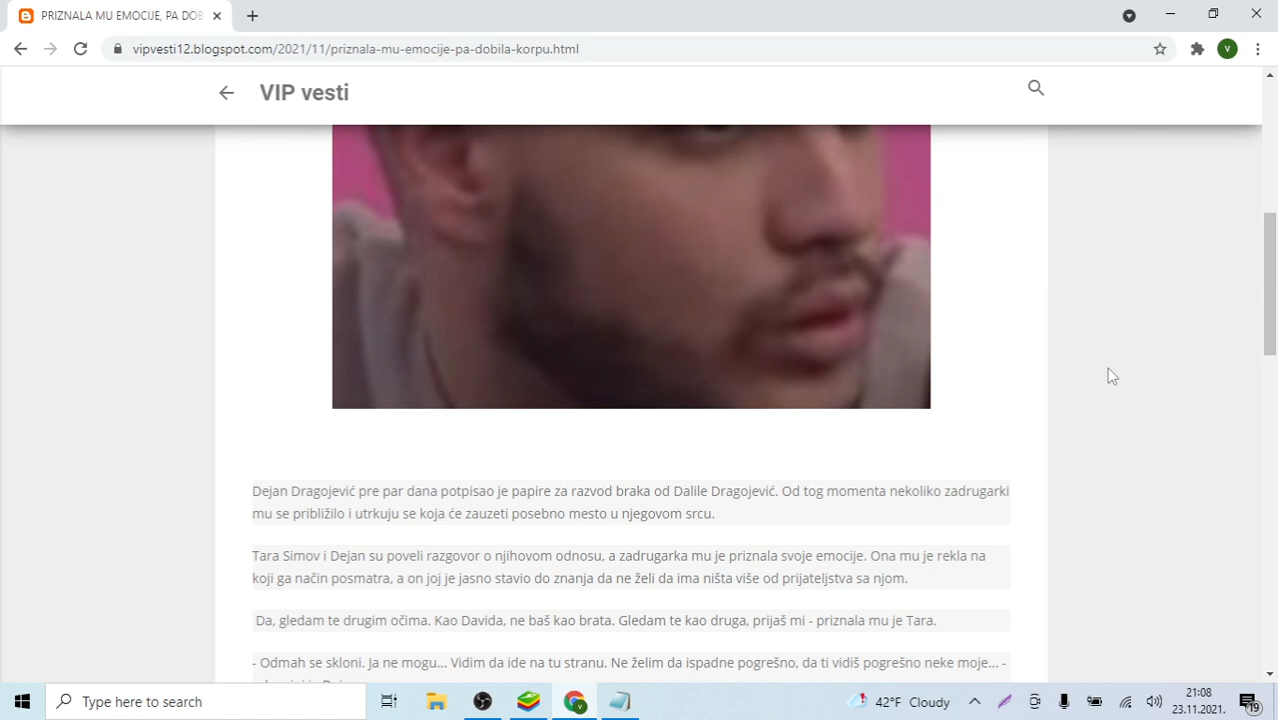 PRIZNALA MU EMOCIJE, PA DOB
vipvesti12.blogspot.com/2021/11/priznala-mu-emocije-pa-dobila-korpu.html
V
VIP vesti
Dejan Dragojević pre par dana potpisao je papire za razvod braka od Dalile Dragojević. Od tog momenta nekoliko zadrugarki
mu se približilo i utrkuju se koja će zauzeti posebno mesto u njegovom srcu.
Tara Simov i Dejan su poveli razgovor o njihovom odnosu, a zadrugarka mu je priznala svoje emocije. Ona mu je rekla na
koji ga način posmatra, a on joj je jasno stavio do znanja da ne želi da ima ništa više od prijateljstva sa njom.
Da, gledam te drugim očima. Kao Davida, ne baš kao brata. Gledam te kao druga, prijaš mi - priznala mu je Tara.
- Odmah se skloni. Ja ne mogu... Vidim da ide na tu stranu. Ne želim da ispadne pogrešno, da ti vidiš pogrešno neke moje... -
Type here to search
42°F Cloudy
21:08
23.11.2021.
19